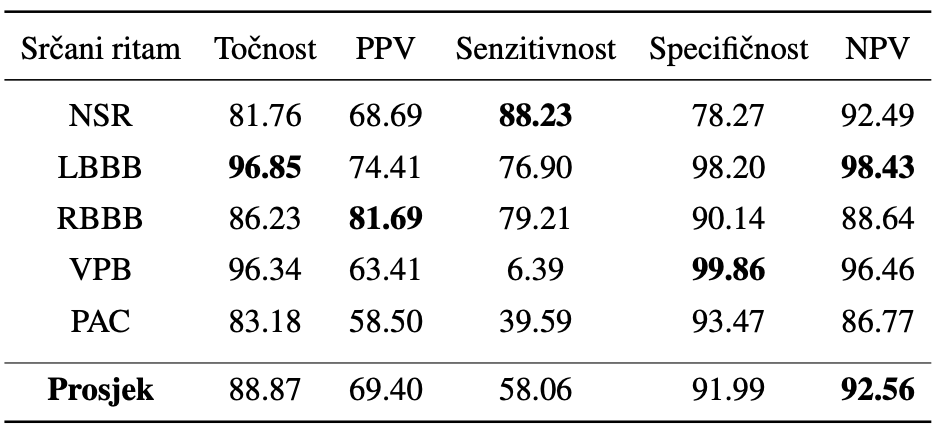 Srčani ritam Točnost PPV Senzitivnost Specifičnost NPV
NSR 81.76 68.69 88.23 78.27 92.49
LBBB 96.85 74.41 76.90 98.20 98.43
RBBB 86.23 81.69 79.21 90.14 88.64
VPB 96.34 63.41 6.39 99.86 96.46
PAC 83.18 58.50 39.59 93.47 86.77
Prosjek 88.87 69.40 58.06 91.99 92.56